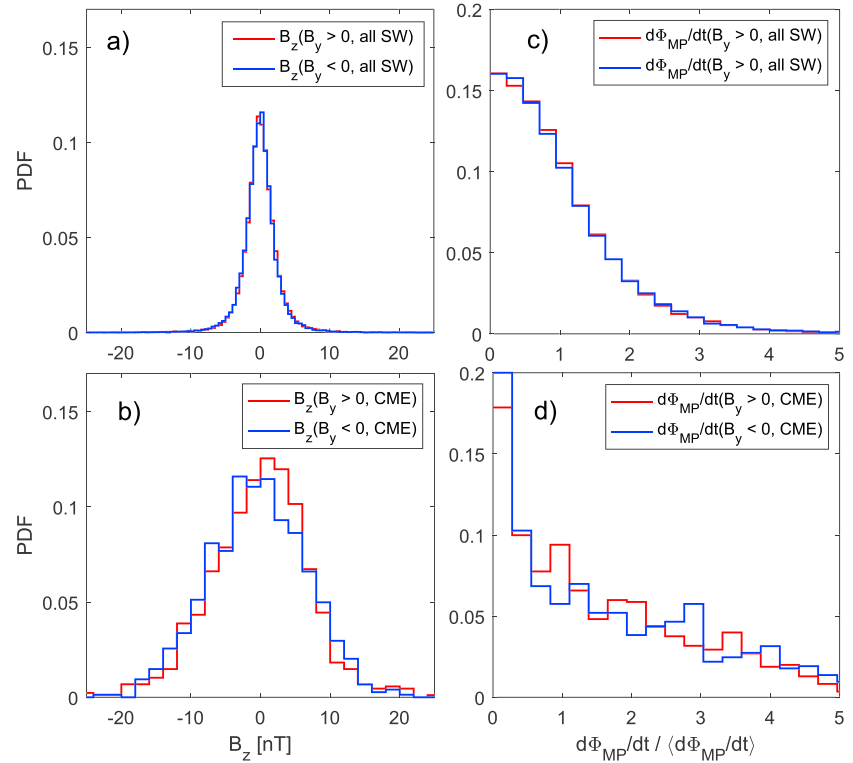 a)
B_z(B_y > 0, all SW)
B_z(B_y < 0, all SW)
PDF
0.15
0.1
0.05
0
-20
-10
0
10
20
c)
dΦ_MP/dt(B_y > 0, all SW)
dΦ_MP/dt(B_y < 0, all SW)
0.2
0.15
0.1
0.05
0
0
1
2
3
4
5
b)
B_z(B_y > 0, CME)
B_z(B_y < 0, CME)
PDF
0.15
0.1
0.05
0
-20
-10
0
10
20
B_z [nT]
d)
dΦ_MP/dt(B_y > 0, CME)
dΦ_MP/dt(B_y < 0, CME)
0.2
0.15
0.1
0.05
0
0
1
2
3
4
5
dΦ_MP/dt / ⟨dΦ_MP/dt⟩